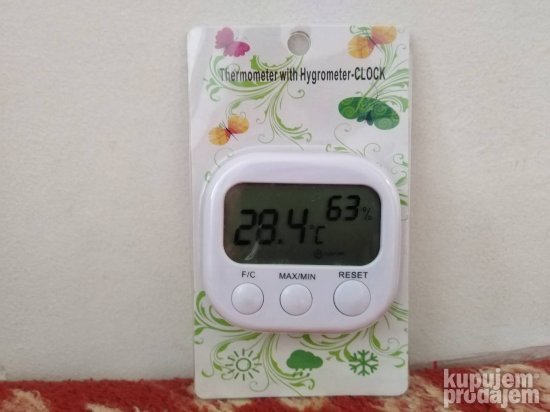 Thermometer with Hygrometer-CLOCK
63%
28.4°C
F/C MAX/MIN RESET
kupujem
prodajem